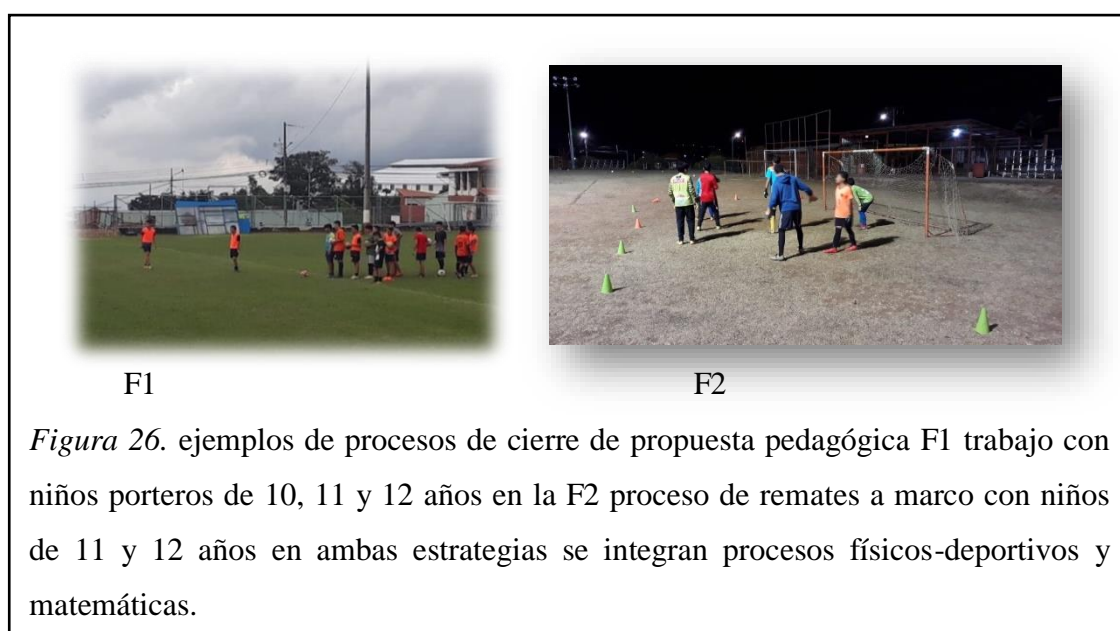 F1 F2
Figura 26. ejemplos de procesos de cierre de propuesta pedagógica F1 trabajo con
niños porteros de 10, 11 y 12 años en la F2 proceso de remates a marco con niños
de 11 y 12 años en ambas estrategias se integran procesos físicos-deportivos y
matemáticas.